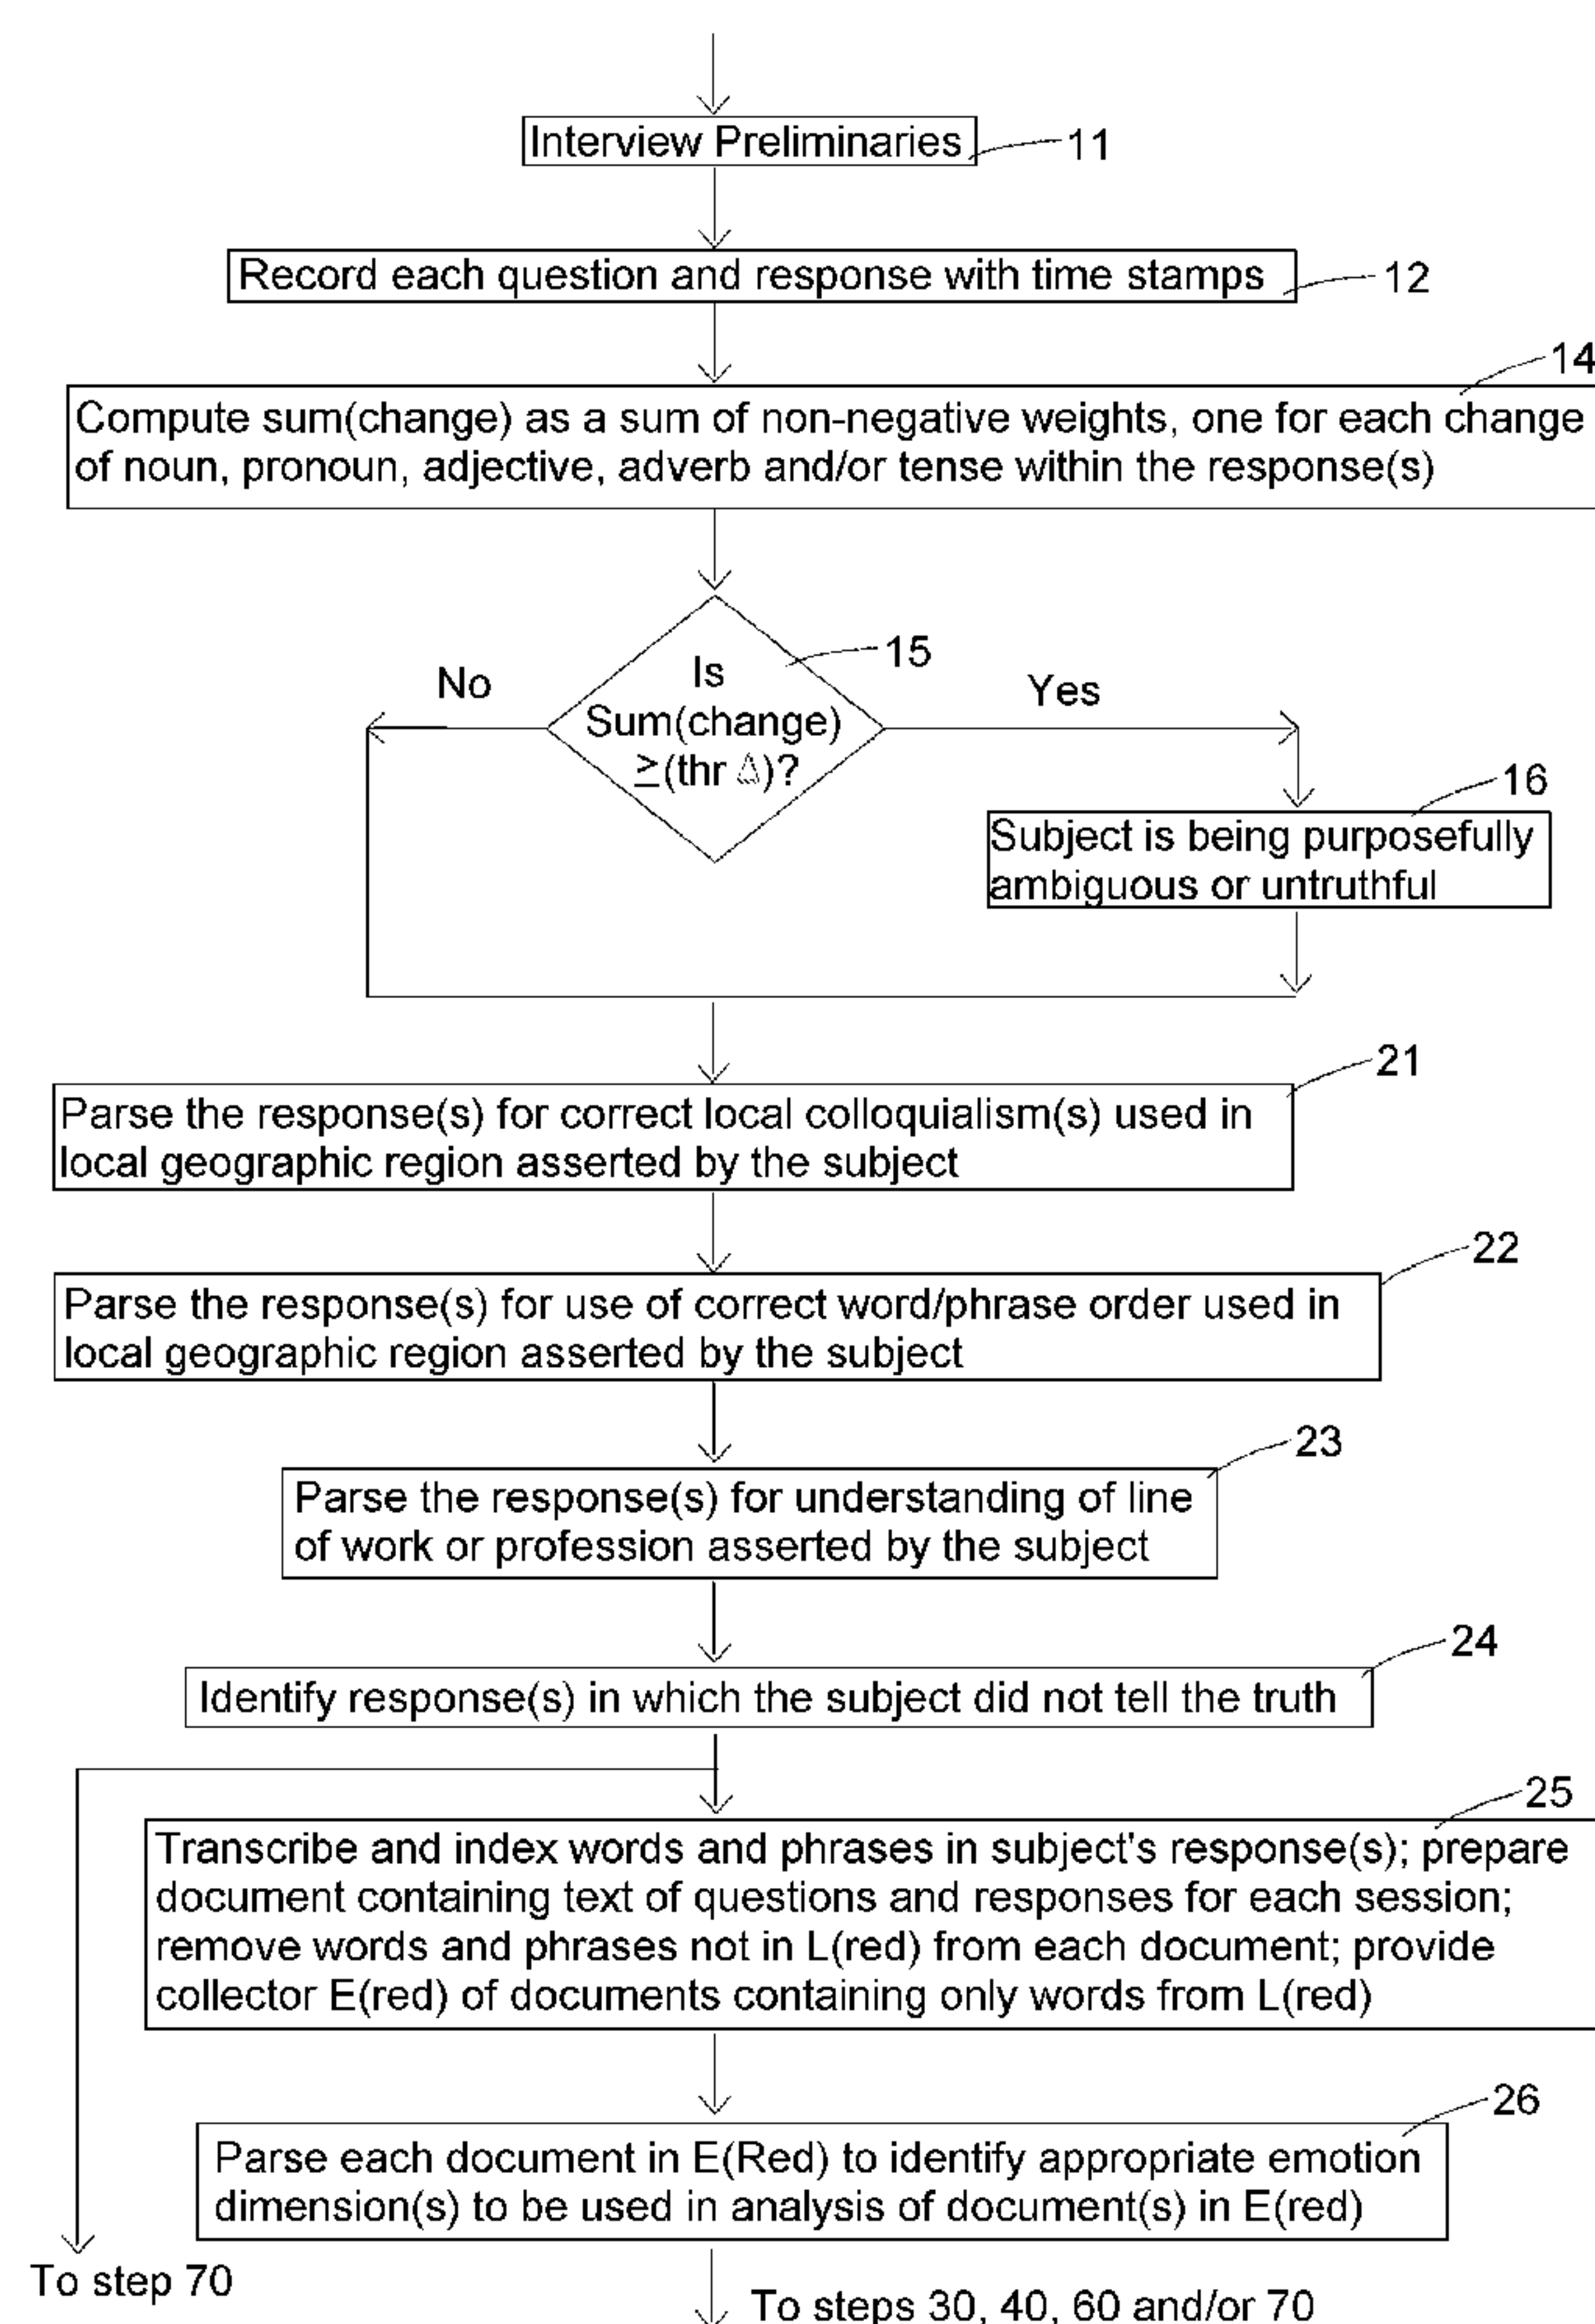 Interview Preliminaries
11
Record each question and response with time stamps
12
14
Compute sum(change) as a sum of non-negative weights, one for each change
of noun, pronoun, adjective, adverb and/or tense within the response(s)
15
No
Is
Yes
Sum(change)
≥(thr Δ)?
16
Subject is being purposefully
ambiguous or untruthful
21
Parse the response(s) for correct local colloquialism(s) used in
local geographic region asserted by the subject
22
Parse the response(s) for use of correct word/phrase order used in
local geographic region asserted by the subject
23
Parse the response(s) for understanding of line
of work or profession asserted by the subject
24
Identify response(s) in which the subject did not tell the truth
25
Transcribe and index words and phrases in subject's response(s); prepare
document containing text of questions and responses for each session;
remove words and phrases not in L(red) from each document; provide
collector E(red) of documents containing only words from L(red)
26
Parse each document in E(Red) to identify appropriate emotion
dimension(s) to be used in analysis of document(s) in E(red)
To step 70
To steps 30, 40, 60 and/or 70